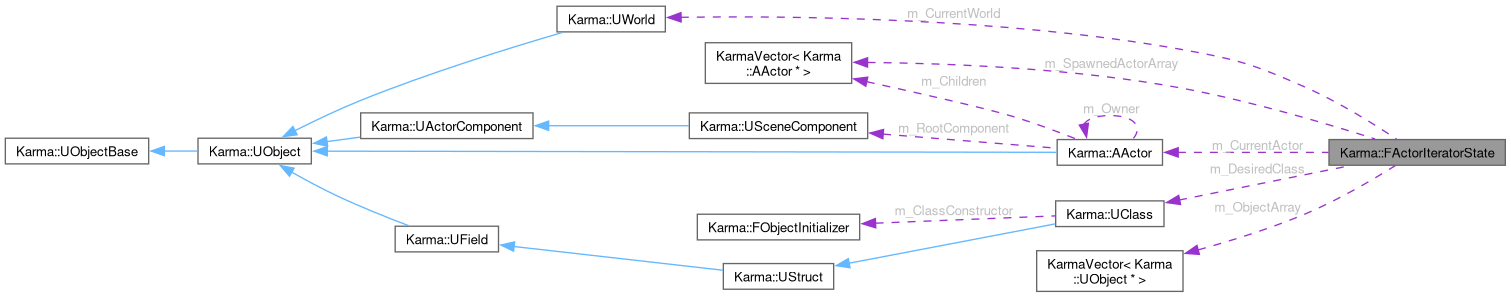 m_CurrentWorld
Karma::UWorld
KarmaVector< Karma
::AActor * >
m_SpawnedActorArray
m_Children
m_Owner
Karma::UActorComponent
Karma::USceneComponent
m_RootComponent
Karma::UObjectBase
Karma::UObject
Karma::AActor
m_CurrentActor
Karma::FActorIteratorState
m_DesiredClass
m_ClassConstructor
Karma::UClass
m_ObjectArray
Karma::FObjectInitializer
Karma::UField
Karma::UStruct
KarmaVector< Karma
::UObject * >